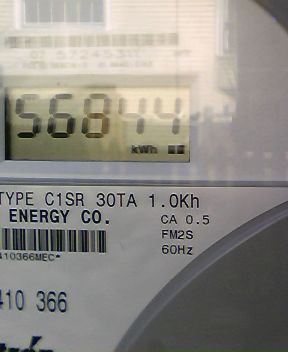 56844
kWh
TYPE C1SR 30TA 1.0Kh
ENERGY CO.
CA 0.5
FM2S
60Hz
410366MEC*
410 366